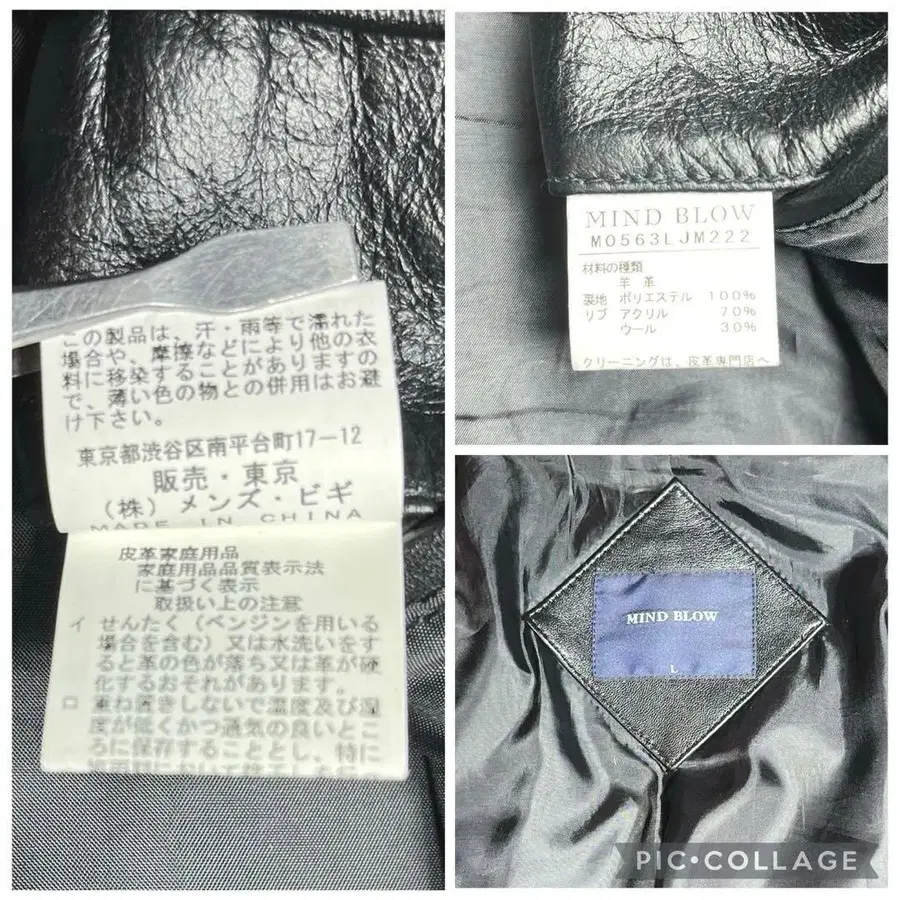 この製品は、汗・雨等で濡れた
場合や、摩擦などにより他の衣
料に移染することがありますの
で、薄い色の物との併用はお避
け下さい。
東京都渋谷区南平台町17-12
販売・東京
(株)メンズ・ビギ
MADE IN CHINA
皮革家庭用品
家庭用品品質表示法
に基づく表示
取扱い上の注意
イ せんたく(ベンジンを用いる
場合を含む)又は水洗いをす
ると革の色が落ち又は革が硬
化するおそれがあります。
ロ 重ね置きしないで温度及び湿
度が低くかつ通気の良いとこ
ろに保存することとし、特に
MIND BLOW
M0563LJM222
材料の種類
羊革
裏地 ポリエステル 100%
リブ アクリル 70%
ウール 30%
クリーニングは、皮革専門店へ
MIND BLOW
L
PIC•COLLAGE